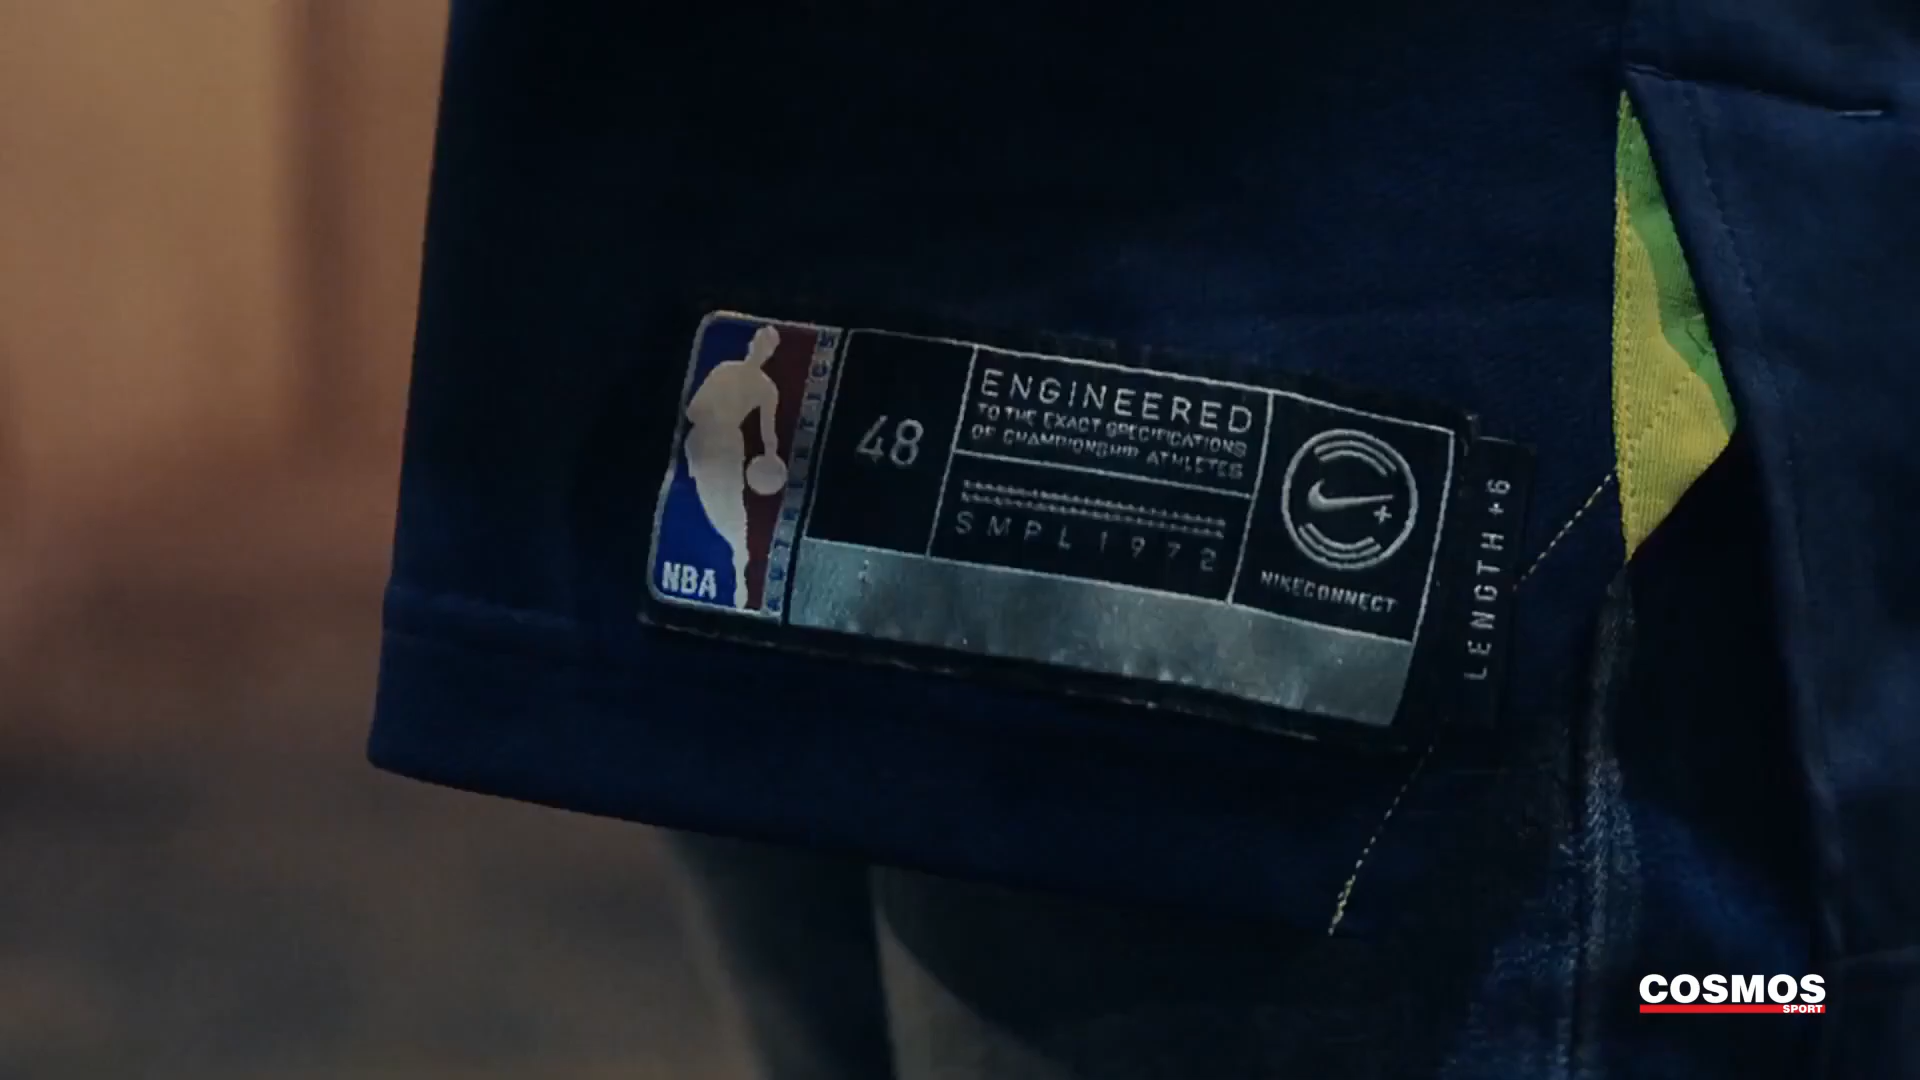 NBA
AUTHENTICS
48
ENGINEERED
TO THE EXACT SPECIFICATIONS
OF CHAMPIONSHIP ATHLETES
SMPL1972
NIKECONNECT
LENGTH +6
COSMOS
SPORT